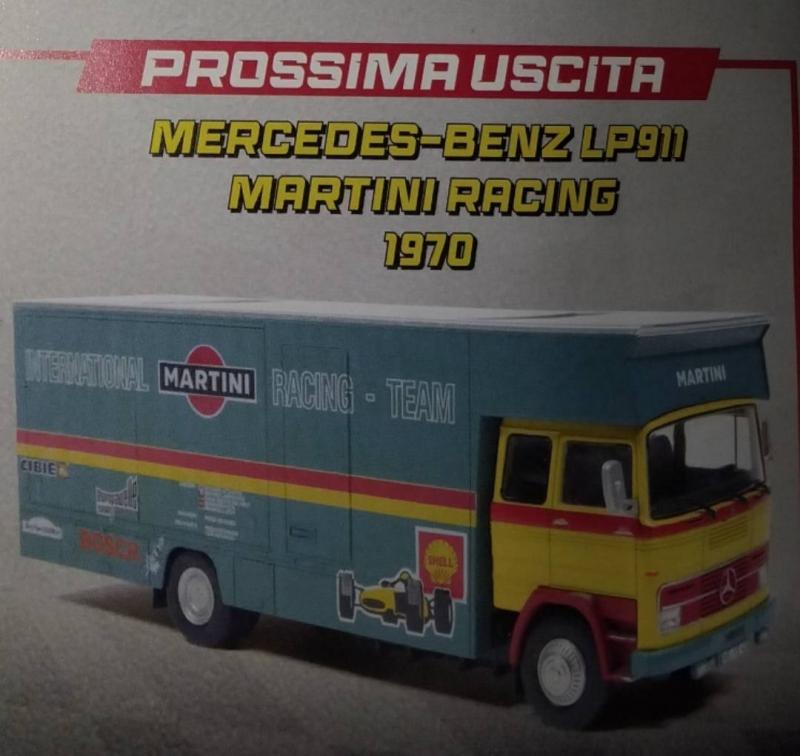 PROSSIMA USCITA
MERCEDES-BENZ LP911
MARTINI RACING
1970
INTERNATIONAL MARTINI RACING - TEAM
MARTINI
CIBIE
BOSCH
SHELL